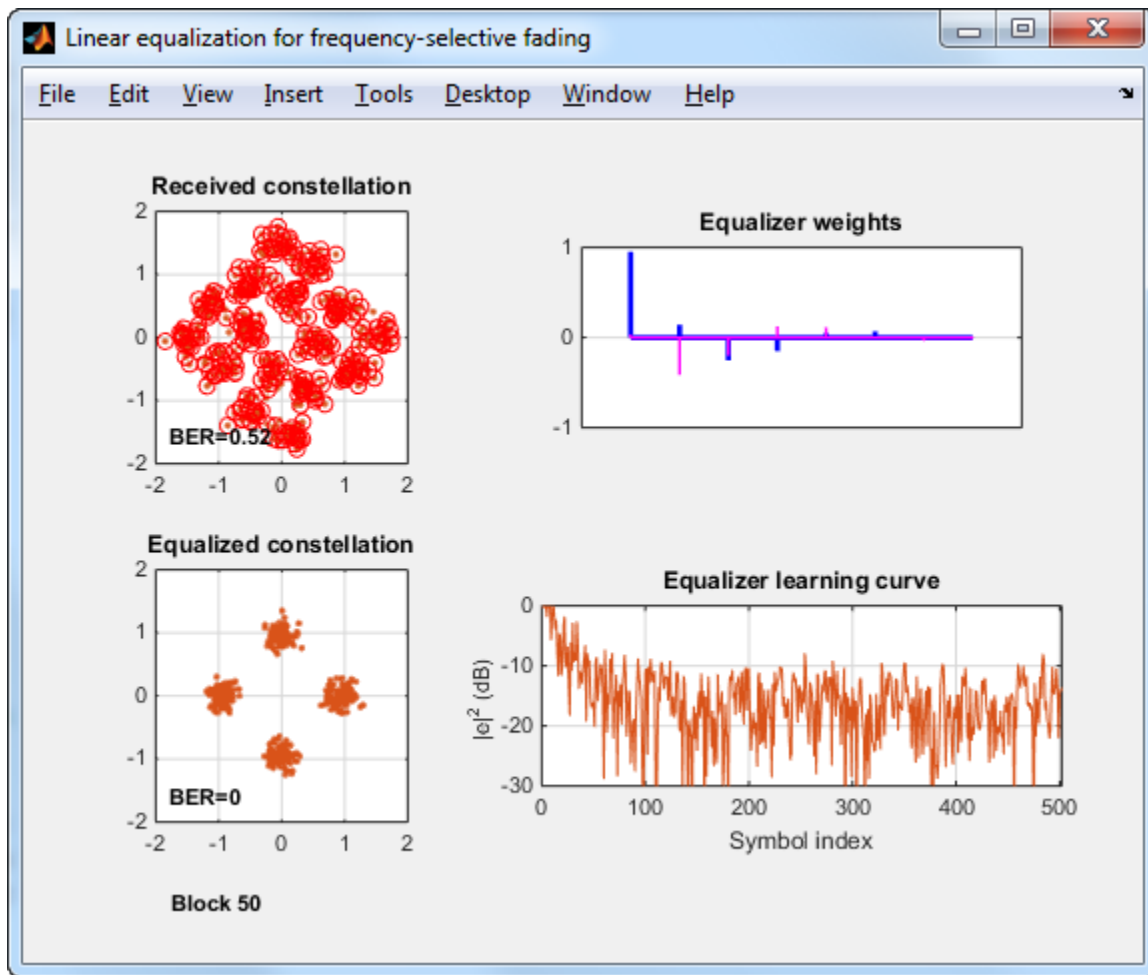 Linear equalization for frequency-selective fading
File Edit View Insert Tools Desktop Window Help
Received constellation
2
1
0
-1
-2
BER=0.52
-2 -1 0 1 2
Equalizer weights
1
0
-1
Equalized constellation
2
1
0
-1
-2
BER=0
-2 -1 0 1 2
Equalizer learning curve
0
-10
-20
-30
|e|^2 (dB)
0 100 200 300 400 500
Symbol index
Block 50